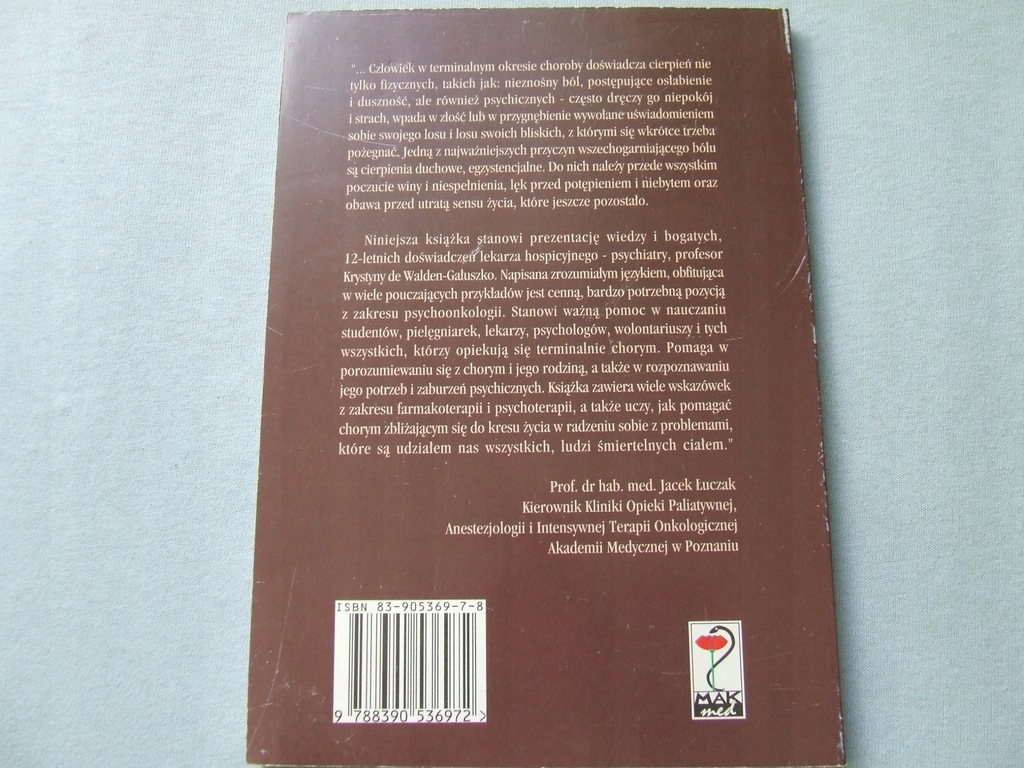 "... Człowiek w terminalnym okresie choroby doświadcza cierpień nie
tylko fizycznych, takich jak: nieznośny ból, postępujące osłabienie
i duszność, ale również psychicznych - często dręczy go niepokój
i strach, wpada w złość lub w przygnębienie wywołane uświadomieniem
sobie swojego losu i losu swoich bliskich, z którymi się wkrótce trzeba
pożegnać. Jedną z najważniejszych przyczyn wszechogarniającego bólu
są cierpienia duchowe, egzystencjalne. Do nich należy przede wszystkim
poczucie winy i niespełnienia, lęk przed potępieniem i niebytem oraz
obawa przed utratą sensu życia, które jeszcze pozostało.
Niniejsza książka stanowi prezentację wiedzy i bogatych,
12-letnich doświadczeń lekarza hospicyjnego - psychiatry, profesor
Krystyny de Walden-Gałuszko. Napisana zrozumiałym językiem, obfitująca
w wiele pouczających przykładów jest cenną, bardzo potrzebną pozycją
z zakresu psychoonkologii. Stanowi ważną pomoc w nauczaniu
studentów, pielęgniarek, lekarzy, psychologów, wolontariuszy i tych
wszystkich, którzy opiekują się terminalnie chorym. Pomaga w
porozumiewaniu się z chorym i jego rodziną, a także w rozpoznawaniu
jego potrzeb i zaburzeń psychicznych. Książka zawiera wiele wskazówek
z zakresu farmakoterapii i psychoterapii, a także uczy, jak pomagać
chorym zbliżającym się do kresu życia w radzeniu sobie z problemami,
które są udziałem nas wszystkich, ludzi śmiertelnych ciałem."
Prof. dr hab. med. Jacek Łuczak
Kierownik Kliniki Opieki Paliatywnej,
Anestezjologii i Intensywnej Terapii Onkologicznej
Akademii Medycznej w Poznaniu
ISBN 83-905369-7-8
9 788390 536972 >
MAK
med